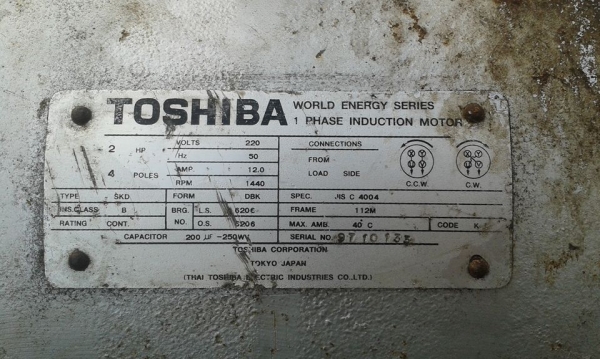 TOSHIBA WORLD ENERGY SERIES
1 PHASE INDUCTION MOTOR
2 HP VOLTS 220 CONNECTIONS
Hz 50 FROM
4 POLES AMP. 12.0 LOAD SIDE
RPM 1440 C.C.W. C.W.
TYPE SKD FORM DBK SPEC. JIS C 4004
INS.CLASS B BRG. NO. L.S. 6206 FRAME 112M
RATING CONT. O.S. 6206 MAX. AMB. 40°C CODE K
CAPACITOR 200 µF-250WV SERIAL NO.
TOSHIBA CORPORATION
TOKYO JAPAN
(THAI TOSHIBA ELECTRIC INDUSTRIES CO.,LTD.)